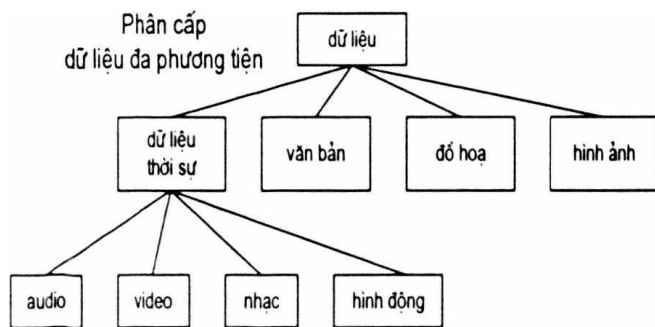 Phân cấp
dữ liệu đa phương tiện
dữ liệu
dữ liệu
thời sự
văn bản
đồ hoạ
hình ảnh
audio
video
nhạc
hình động